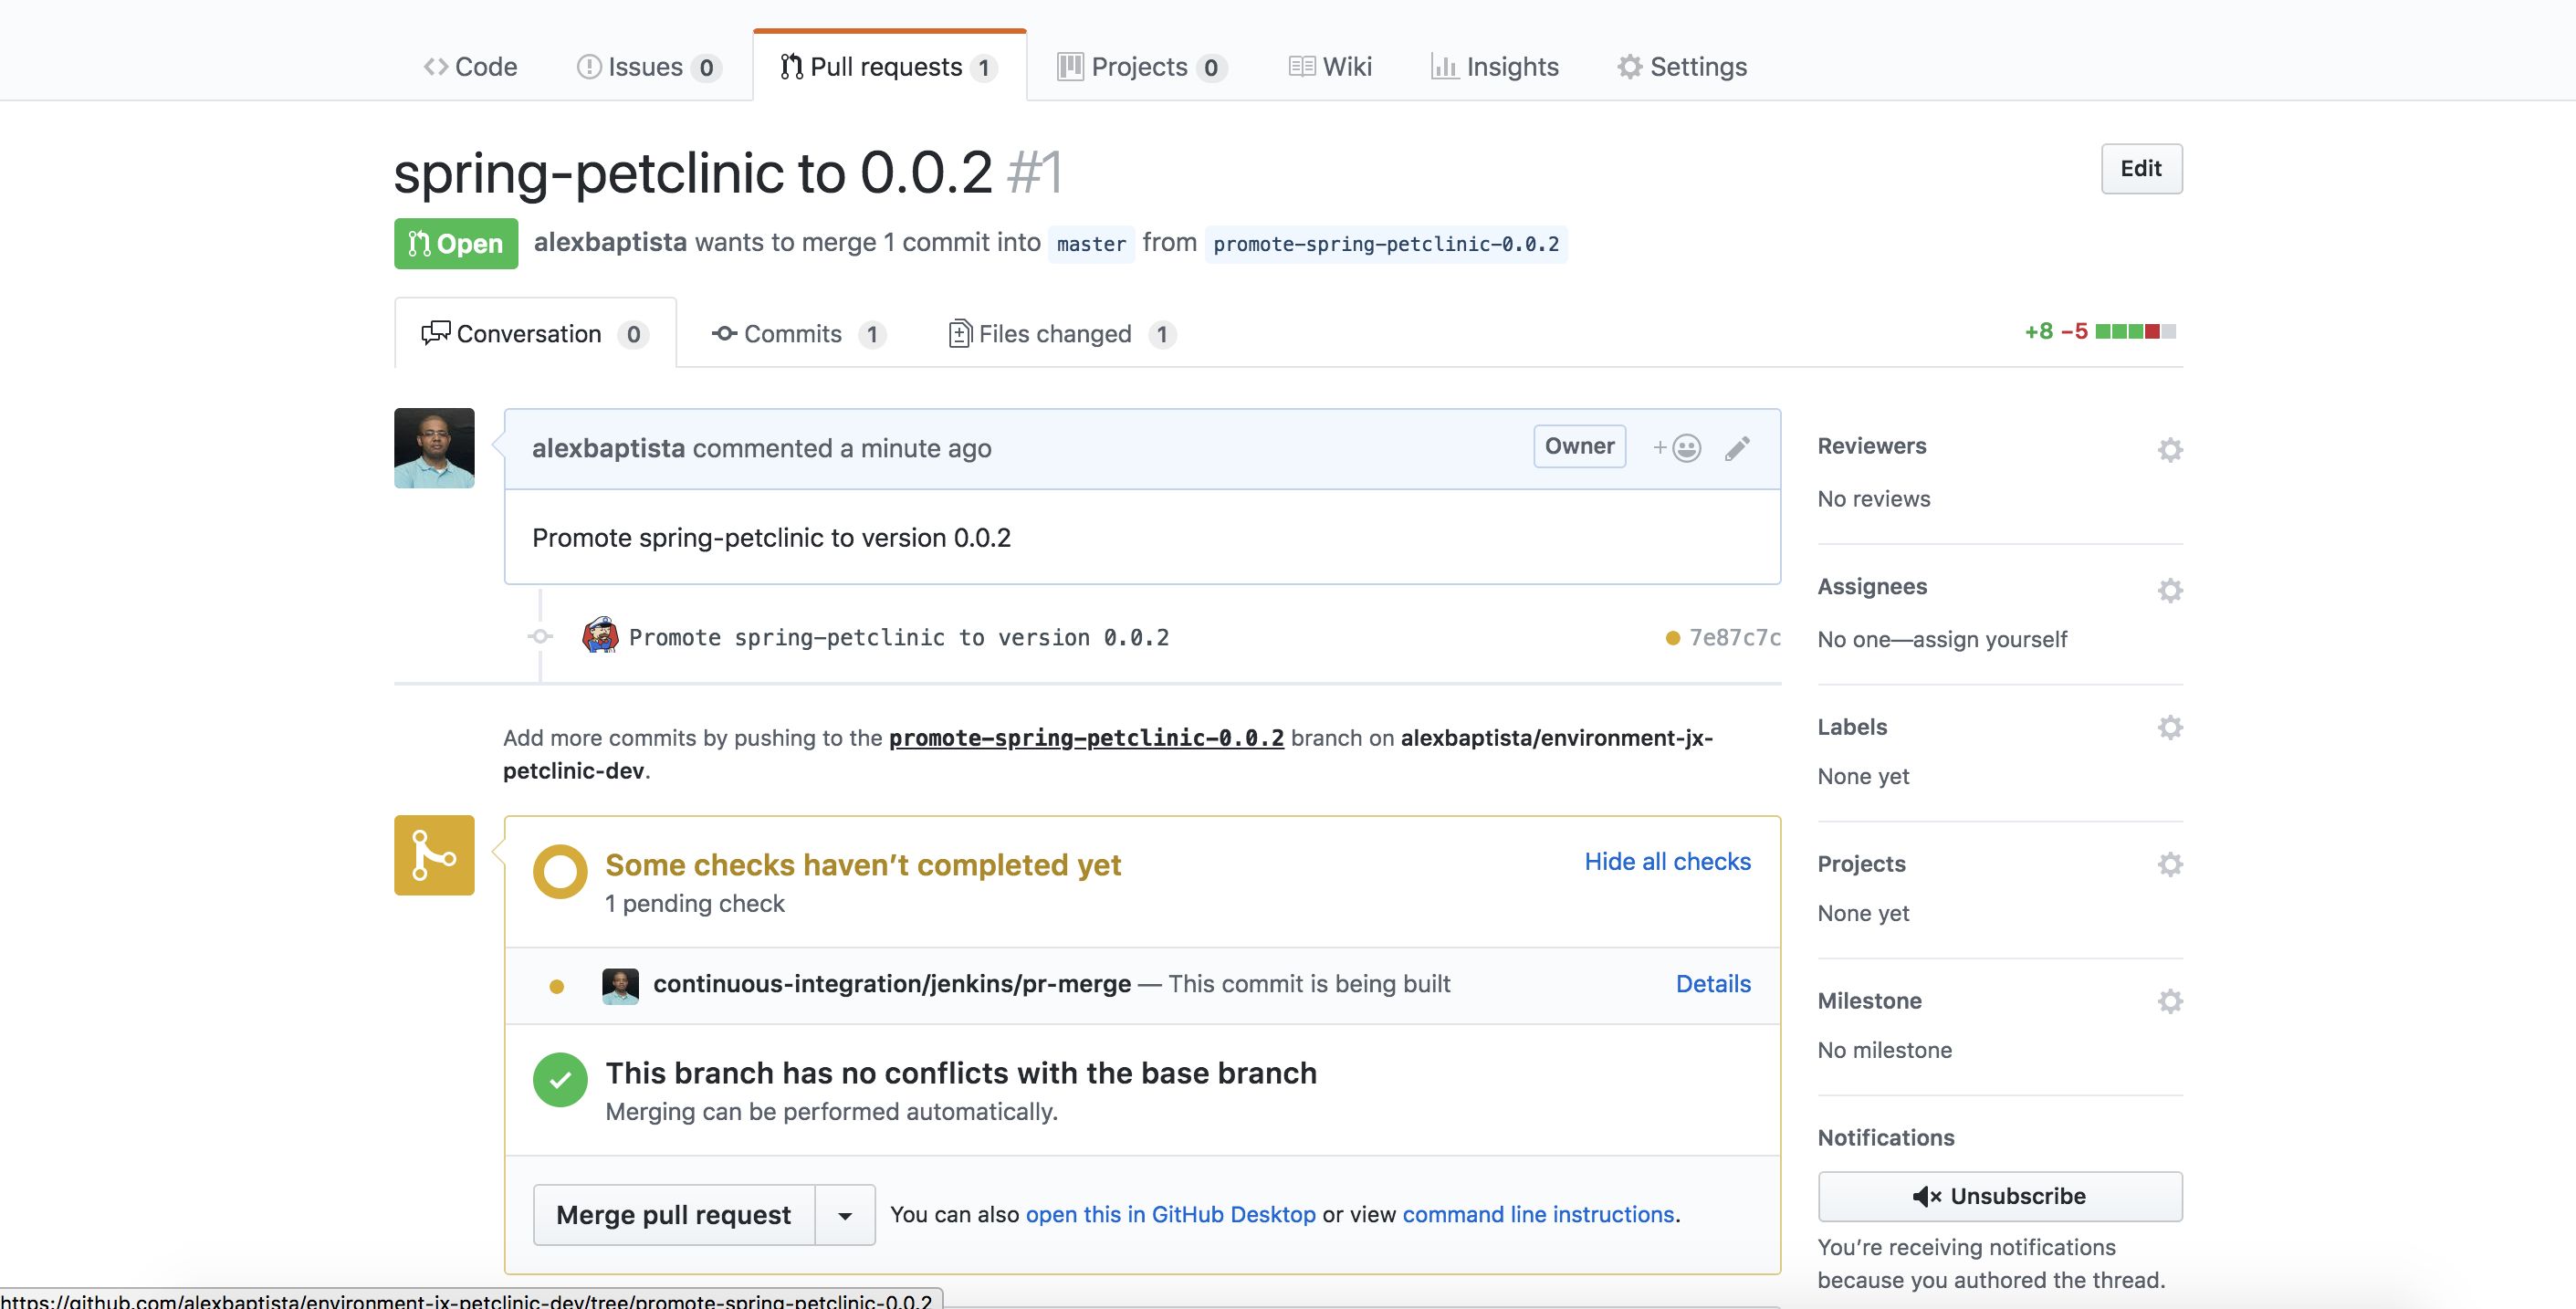 Code Issues 0 Pull requests 1 Projects 0 Wiki Insights Settings
spring-petclinic to 0.0.2 #1
Edit
Open alexbaptista wants to merge 1 commit into master from promote-spring-petclinic-0.0.2
Conversation 0 Commits 1 Files changed 1
+8 −5
alexbaptista commented a minute ago
Owner
Promote spring-petclinic to version 0.0.2
Promote spring-petclinic to version 0.0.2
7e87c7c
Add more commits by pushing to the promote-spring-petclinic-0.0.2 branch on alexbaptista/environment-jx-
petclinic-dev.
Some checks haven’t completed yet
Hide all checks
1 pending check
continuous-integration/jenkins/pr-merge — This commit is being built
Details
This branch has no conflicts with the base branch
Merging can be performed automatically.
Merge pull request
You can also open this in GitHub Desktop or view command line instructions.
Reviewers
No reviews
Assignees
No one—assign yourself
Labels
None yet
Projects
None yet
Milestone
No milestone
Notifications
Unsubscribe
You’re receiving notifications
because you authored the thread.
https://github.com/alexbaptista/environment-jx-petclinic-dev/tree/promote-spring-petclinic-0.0.2